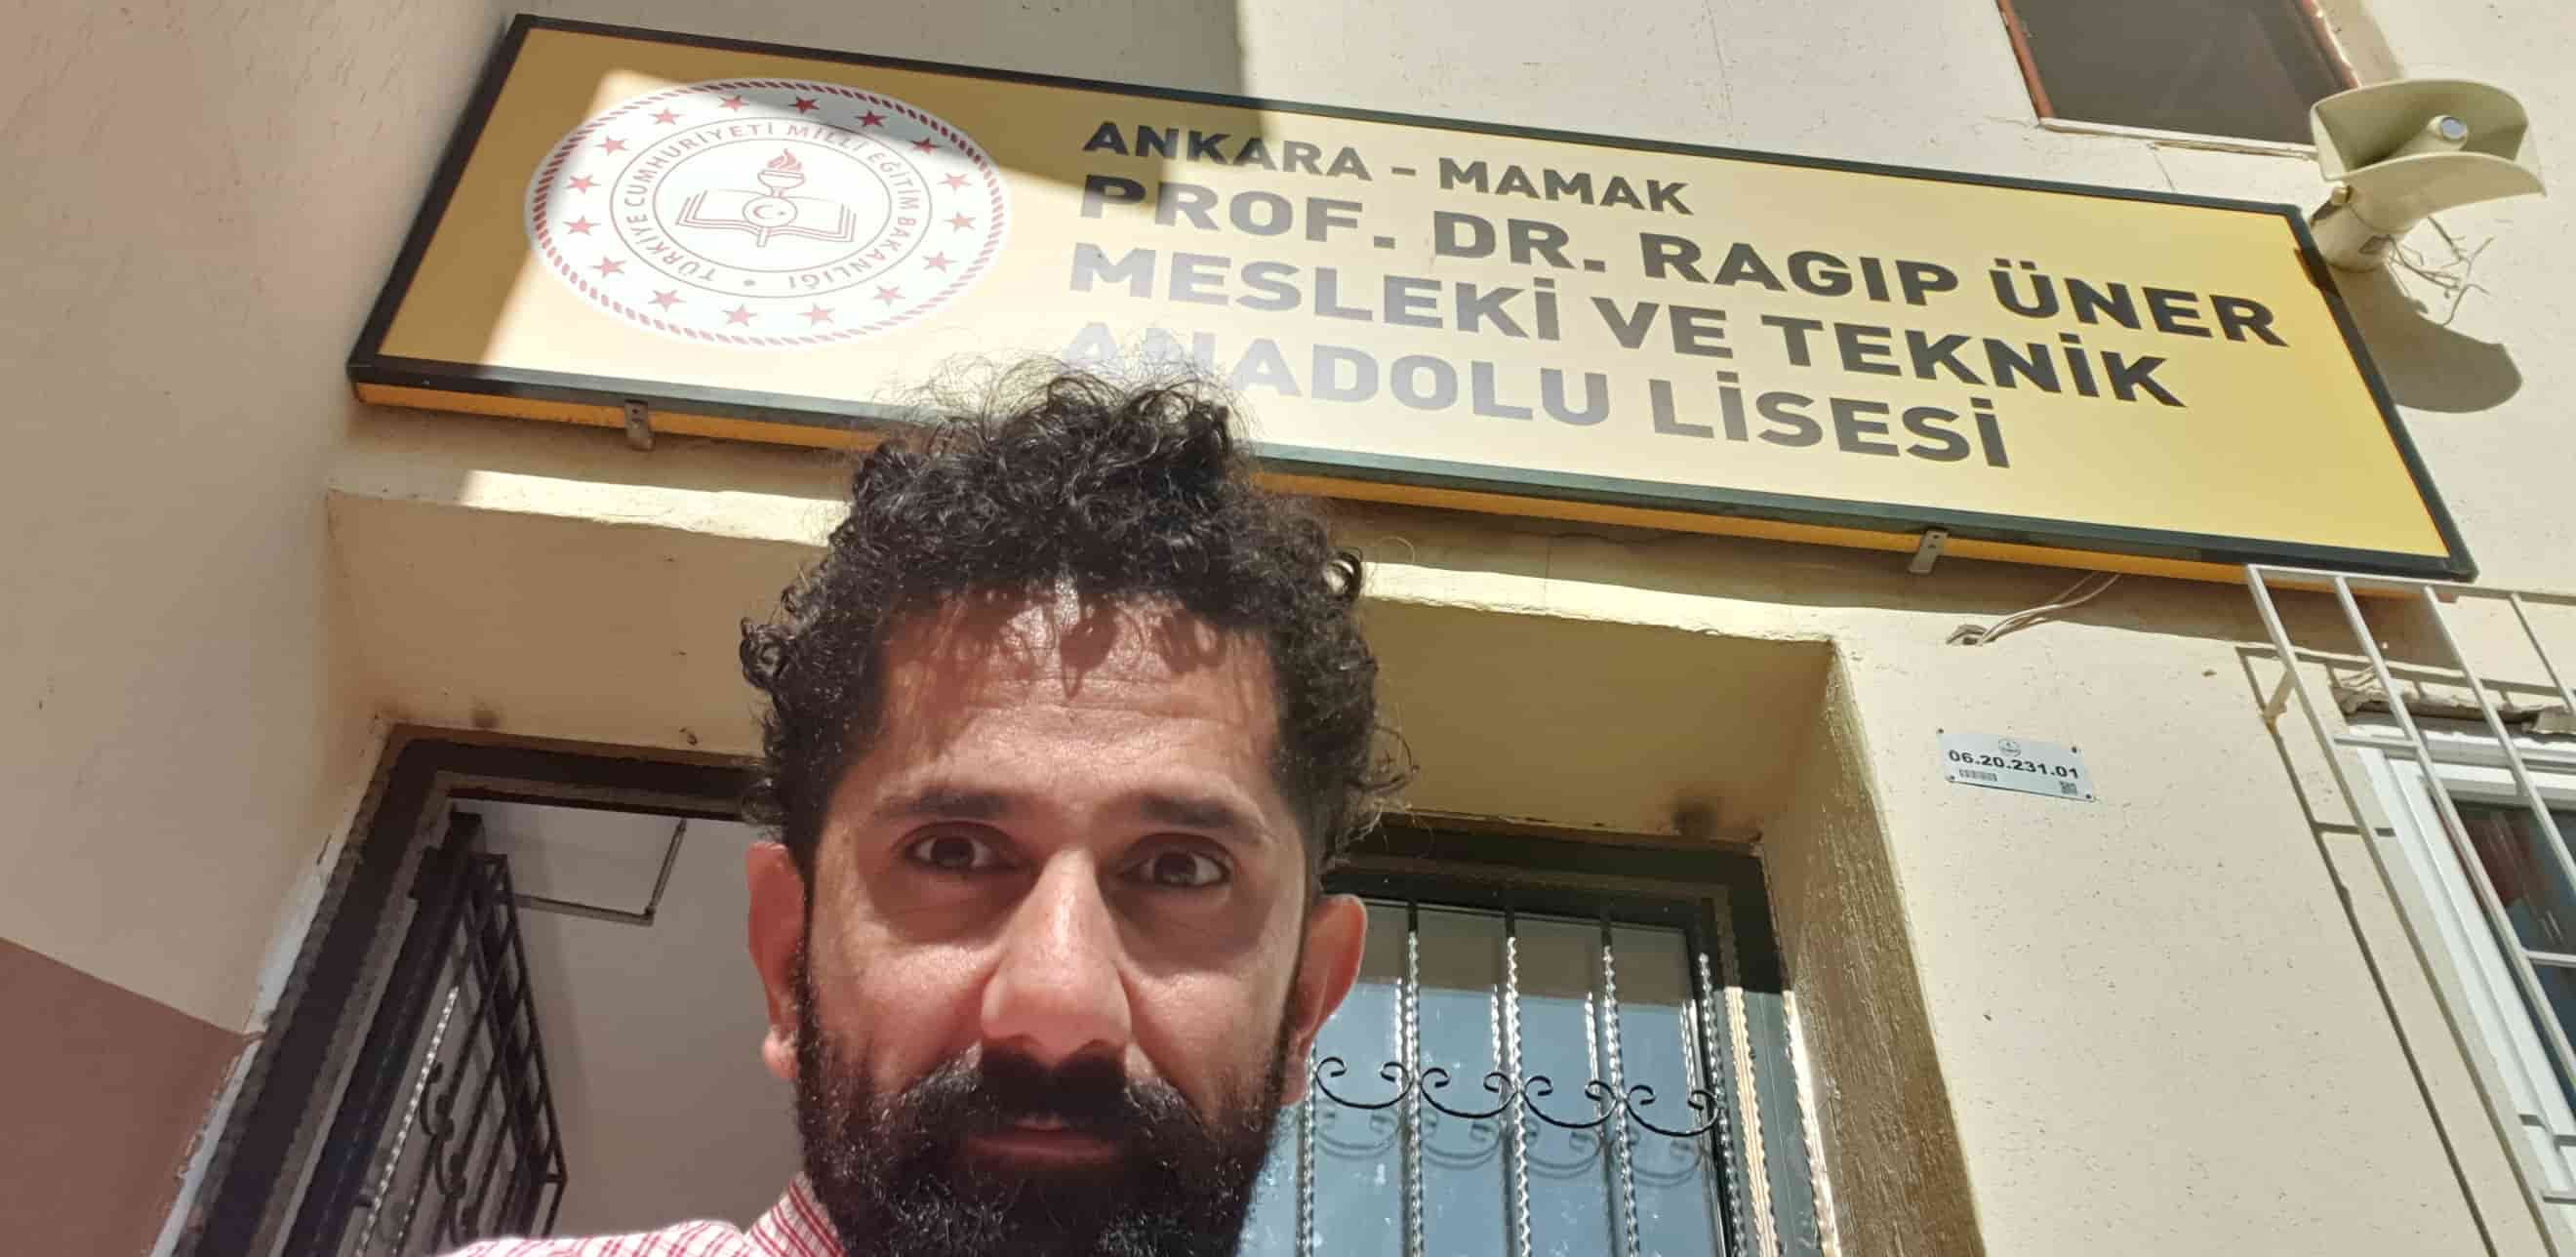 TÜRKİYE CUMHURİYETİ MİLLİ EĞİTİM BAKANLIĞI
ANKARA - MAMAK
PROF. DR. RAGIP ÜNER
MESLEKİ VE TEKNİK
ANADOLU LİSESİ
06.20.231.01